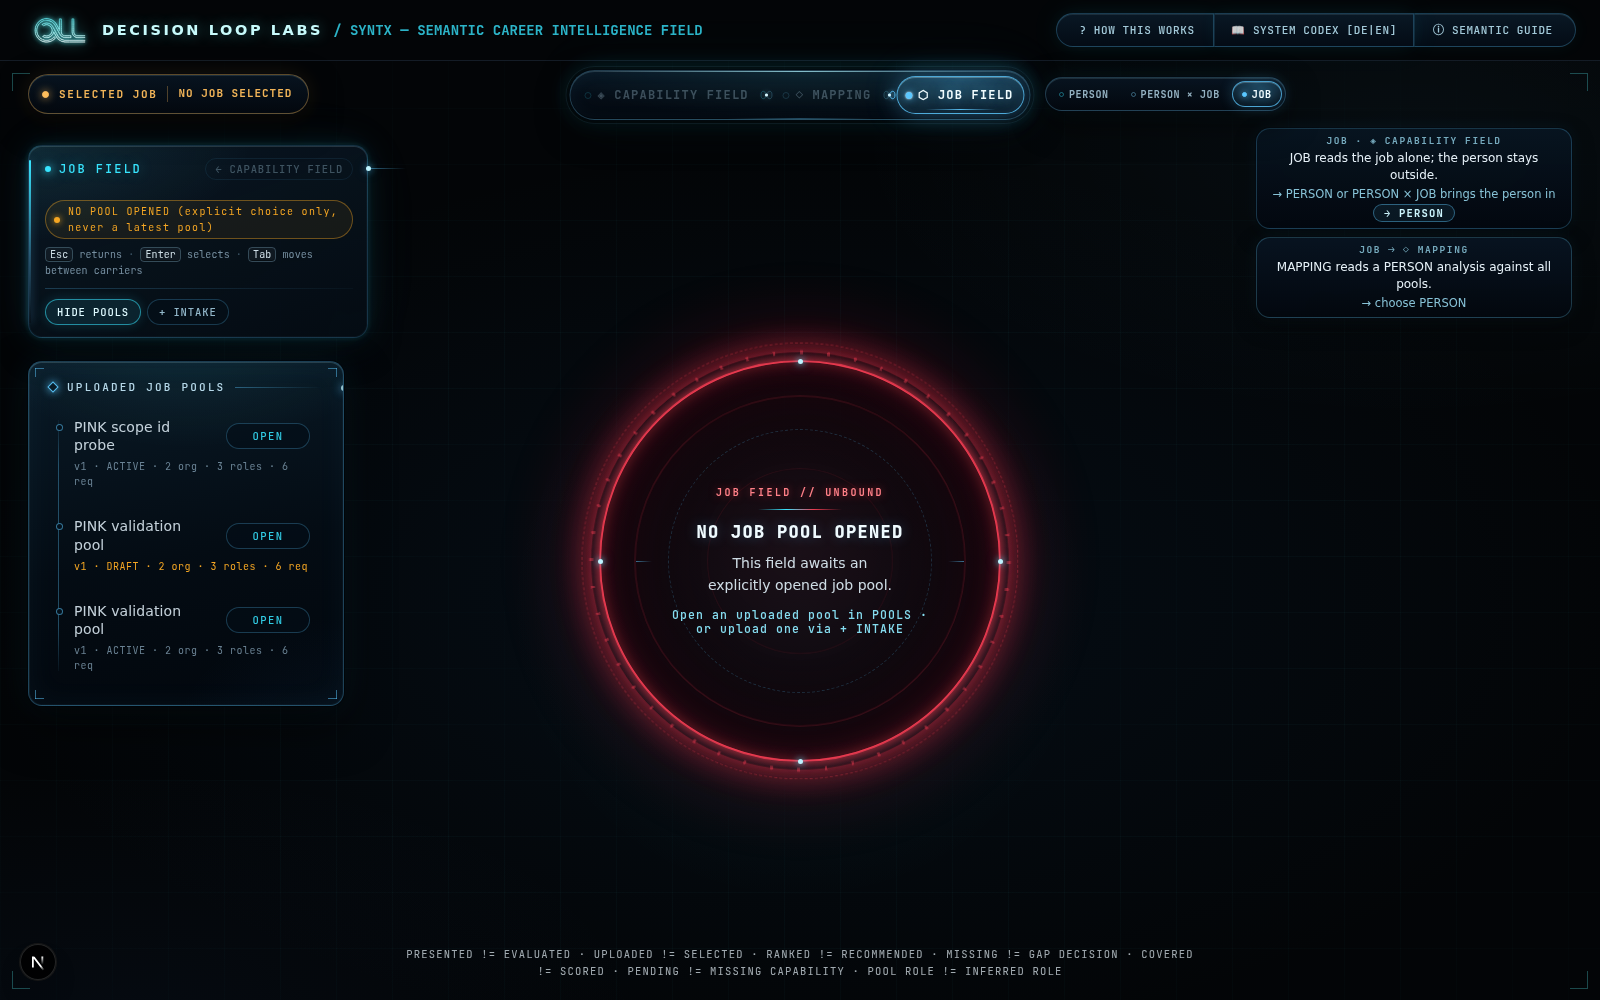 DLL DECISION LOOP LABS / SYNTX — SEMANTIC CAREER INTELLIGENCE FIELD
? HOW THIS WORKS
📖 SYSTEM CODEX [DE|EN]
ⓘ SEMANTIC GUIDE
SELECTED JOB | NO JOB SELECTED
◈ CAPABILITY FIELD
◇ MAPPING
⬡ JOB FIELD
PERSON
PERSON × JOB
JOB
JOB FIELD
← CAPABILITY FIELD
NO POOL OPENED (explicit choice only,
never a latest pool)
Esc returns · Enter selects · Tab moves
between carriers
HIDE POOLS
+ INTAKE
UPLOADED JOB POOLS
PINK scope id
probe
OPEN
v1 · ACTIVE · 2 org · 3 roles · 6
req
PINK validation
pool
OPEN
v1 · DRAFT · 2 org · 3 roles · 6 req
PINK validation
pool
OPEN
v1 · ACTIVE · 2 org · 3 roles · 6
req
JOB FIELD // UNBOUND
NO JOB POOL OPENED
This field awaits an
explicitly opened job pool.
Open an uploaded pool in POOLS ·
or upload one via + INTAKE
JOB · ◈ CAPABILITY FIELD
JOB reads the job alone; the person stays
outside.
→ PERSON or PERSON × JOB brings the person in
→ PERSON
JOB → ◇ MAPPING
MAPPING reads a PERSON analysis against all
pools.
→ choose PERSON
N
PRESENTED != EVALUATED · UPLOADED != SELECTED · RANKED != RECOMMENDED · MISSING != GAP DECISION · COVERED
!= SCORED · PENDING != MISSING CAPABILITY · POOL ROLE != INFERRED ROLE